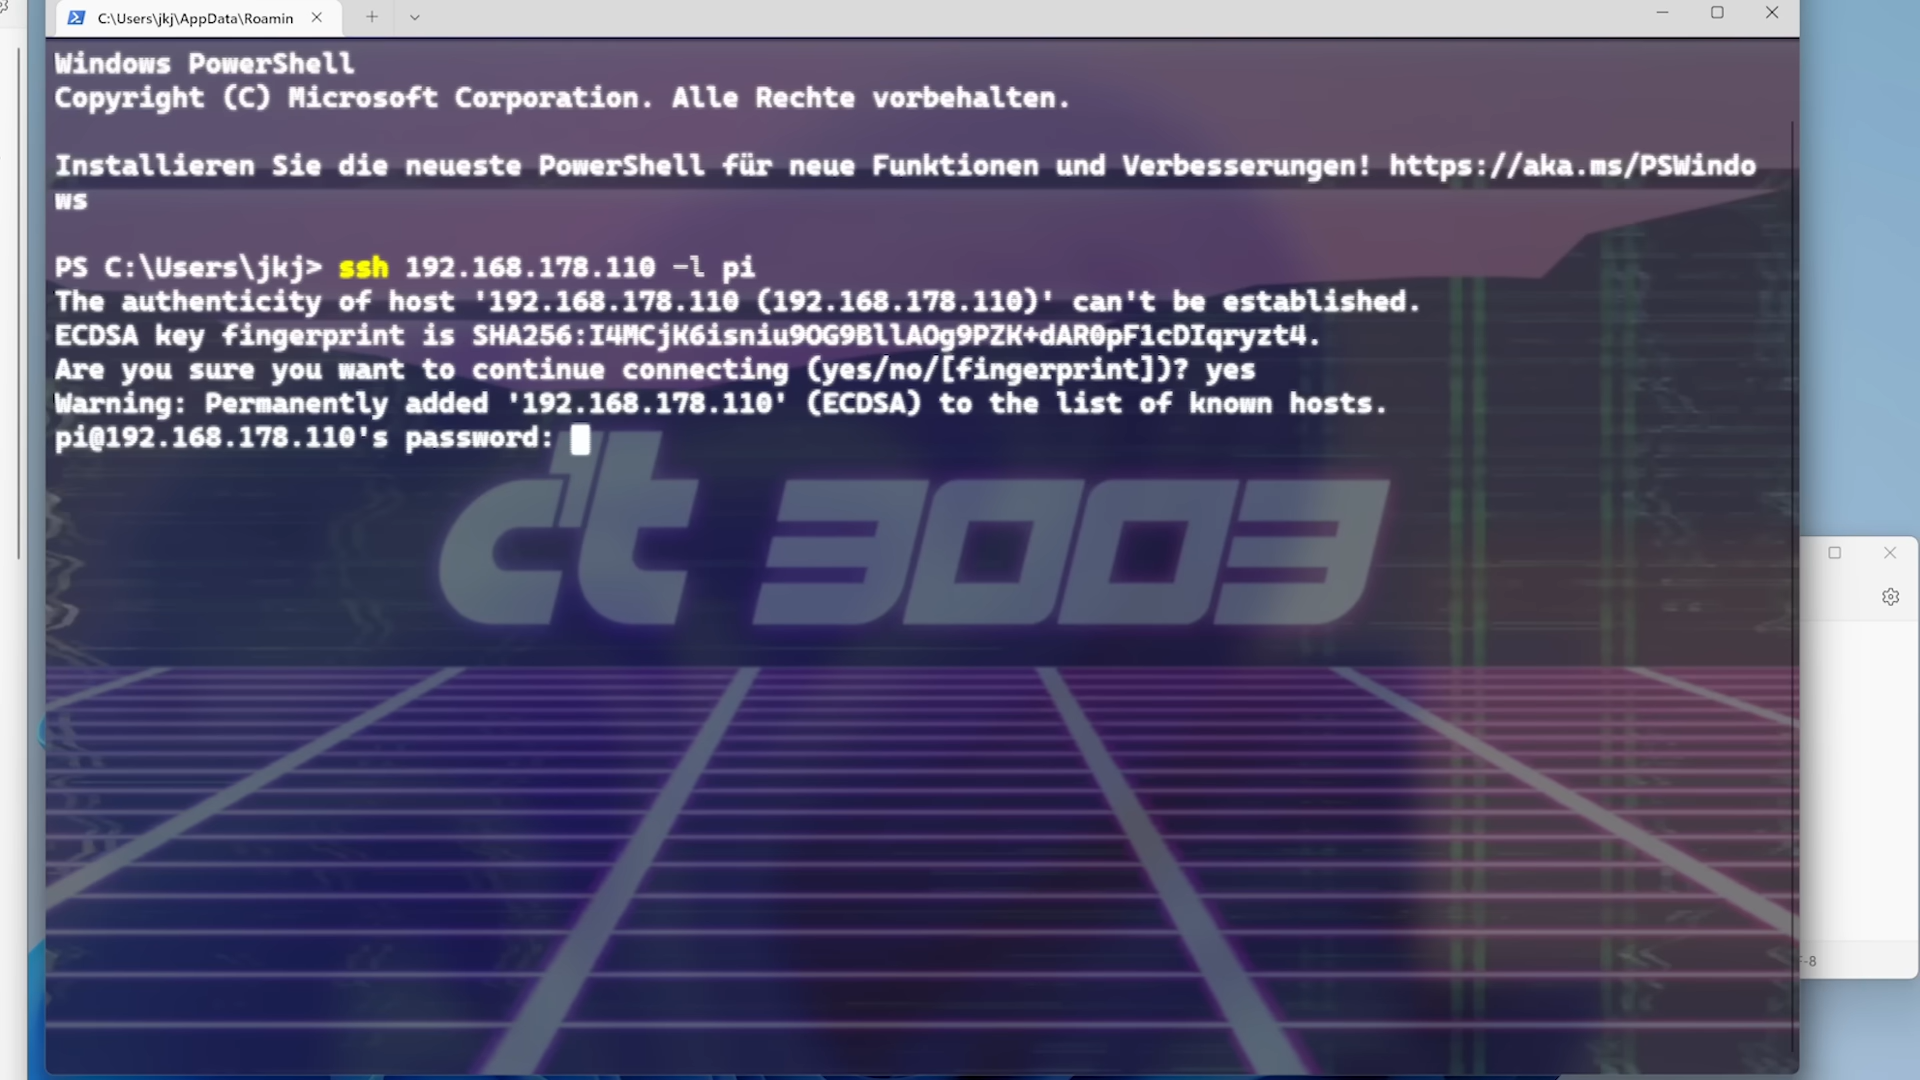 C:\Users\jkj\AppData\Roamin
Windows PowerShell
Copyright (C) Microsoft Corporation. Alle Rechte vorbehalten.
Installieren Sie die neueste PowerShell für neue Funktionen und Verbesserungen! https://aka.ms/PSWindo
ws
PS C:\Users\jkj> ssh 192.168.178.110 -l pi
The authenticity of host '192.168.178.110 (192.168.178.110)' can't be established.
ECDSA key fingerprint is SHA256:I4MCjK6isniu9OG9BllAOg9PZK+dAR0pF1cDIqryzt4.
Are you sure you want to continue connecting (yes/no/[fingerprint])? yes
Warning: Permanently added '192.168.178.110' (ECDSA) to the list of known hosts.
pi@192.168.178.110's password:
c't 3003
F-8